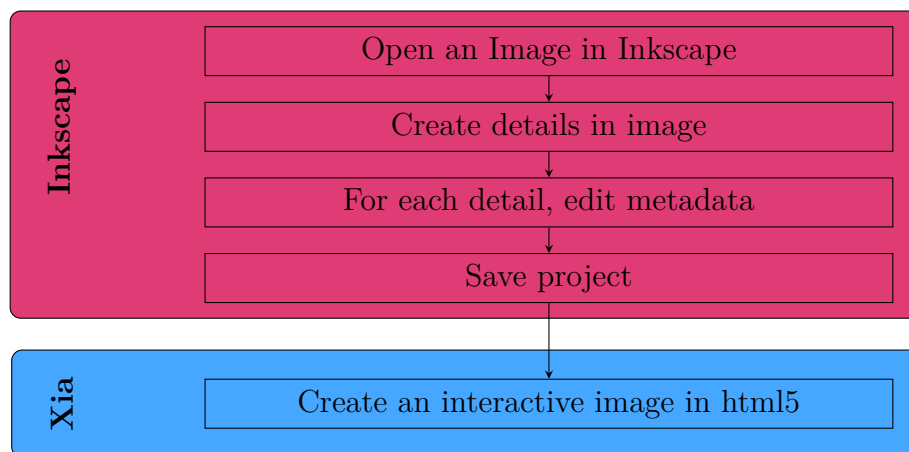 Inkscape
Open an Image in Inkscape
Create details in image
For each detail, edit metadata
Save project
Xia
Create an interactive image in html5